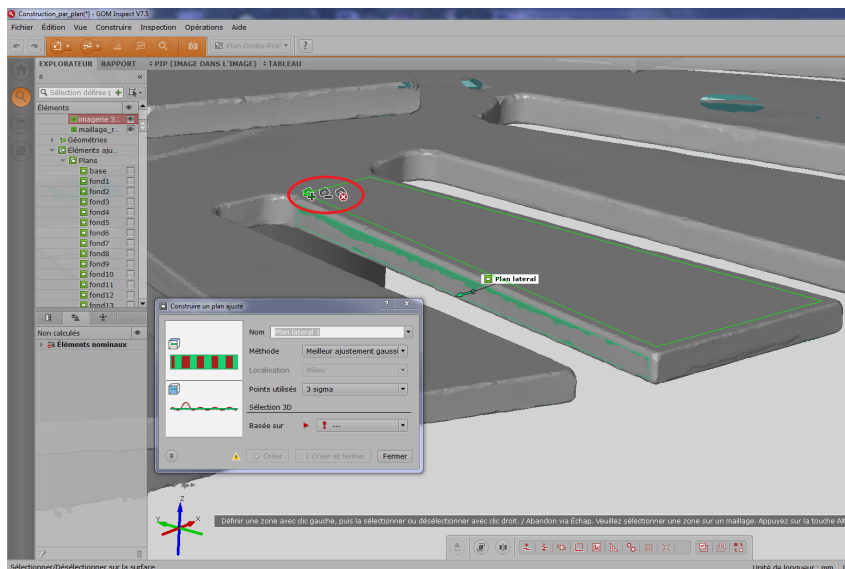 Construction_par_plan(*) - GOM Inspect V7.5
Fichier Édition Vue Construire Inspection Opérations Aide
Plan-Droite-Poin
EXPLORATEUR RAPPORT PIP (IMAGE DANS L'IMAGE) TABLEAU
Sélection définie p
Éléments
imagerie 3...
maillage_r...
Géométries
Éléments aju...
Plans
base
fond1
fond2
fond3
fond4
fond5
fond6
fond7
fond8
fond9
fond10
fond11
fond12
fond13
Plan lateral
Non calculés
Éléments nominaux
Construire un plan ajusté
Nom Plan lateral 1
Méthode Meilleur ajustement gaussi
Localisation Milieu
Points utilisés 3 sigma
Sélection 3D
Basée sur ---
Créer Créer et fermer Fermer
Z
Y X
Définir une zone avec clic gauche, puis la sélectionner ou désélectionner avec clic droit. / Abandon via Échap. Veuillez sélectionner une zone sur un maillage. Appuyez sur la touche Alt
Sélectionner/Désélectionner sur la surface
Unité de longueur : mm